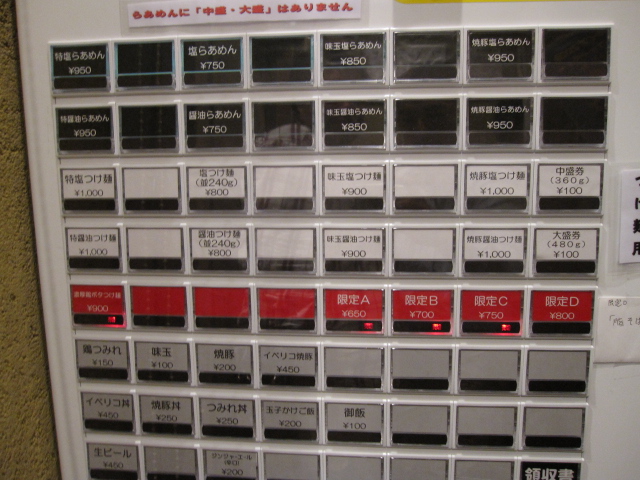 らあめんに「中盛・大盛」はありません
特塩らあめん
¥950
塩らあめん
¥750
味玉塩らあめん
¥850
焼豚塩らあめん
¥950
特醤油らあめん
¥950
醤油らあめん
¥750
味玉醤油らあめん
¥850
焼豚醤油らあめん
¥950
特塩つけ麺
¥1,000
塩つけ麺
(並240g)
¥800
味玉塩つけ麺
¥900
焼豚塩つけ麺
¥1,000
中盛券
(360g)
¥100
特醤油つけ麺
¥1,000
醤油つけ麺
(並240g)
¥800
味玉醤油つけ麺
¥900
焼豚醤油つけ麺
¥1,000
大盛券
(480g)
¥100
¥900
限定A
¥650
限定B
¥700
限定C
¥750
限定D
¥800
鶏つみれ
¥150
味玉
¥100
焼豚
¥200
イベリコ焼豚
¥450
イベリコ丼
¥450
焼豚丼
¥250
つみれ丼
¥250
玉子かけご飯
¥200
御飯
¥100
生ビール
¥450
ジンジャーエール
¥200
領収書